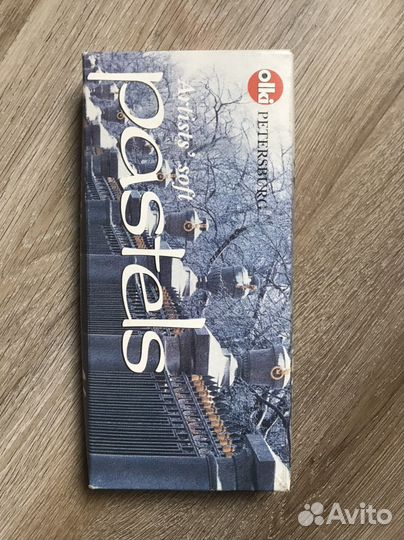 olki
PETERSBURG
Artists' soft
pastels
Avito